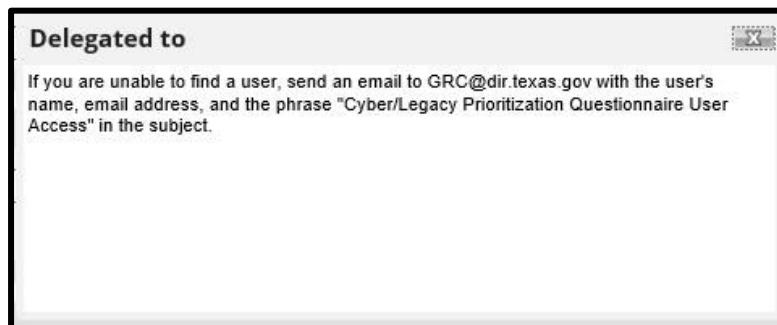 Delegated to
X
If you are unable to find a user, send an email to GRC@dir.texas.gov with the user's
name, email address, and the phrase "Cyber/Legacy Prioritization Questionnaire User
Access" in the subject.